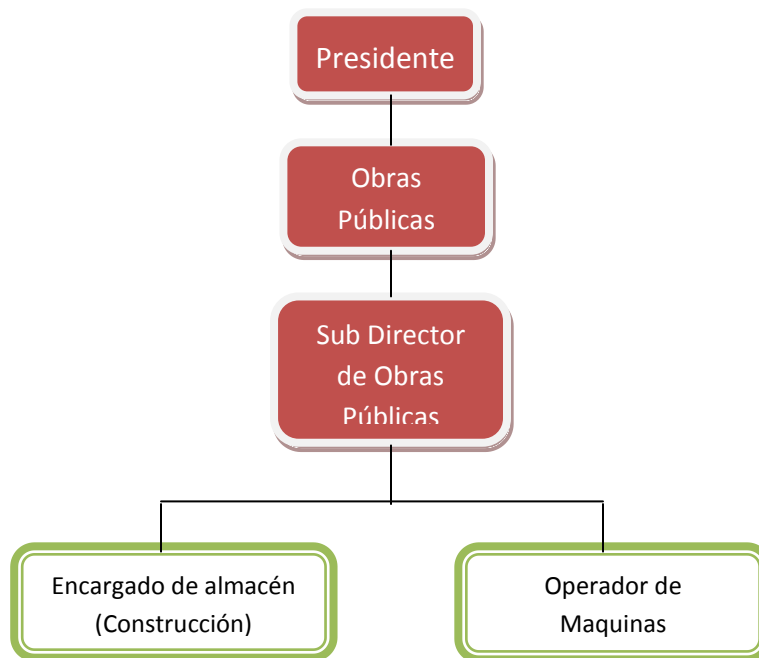 Presidente
Obras
Públicas
Sub Director
de Obras
Públicas
Encargado de almacén
(Construcción)
Operador de
Maquinas